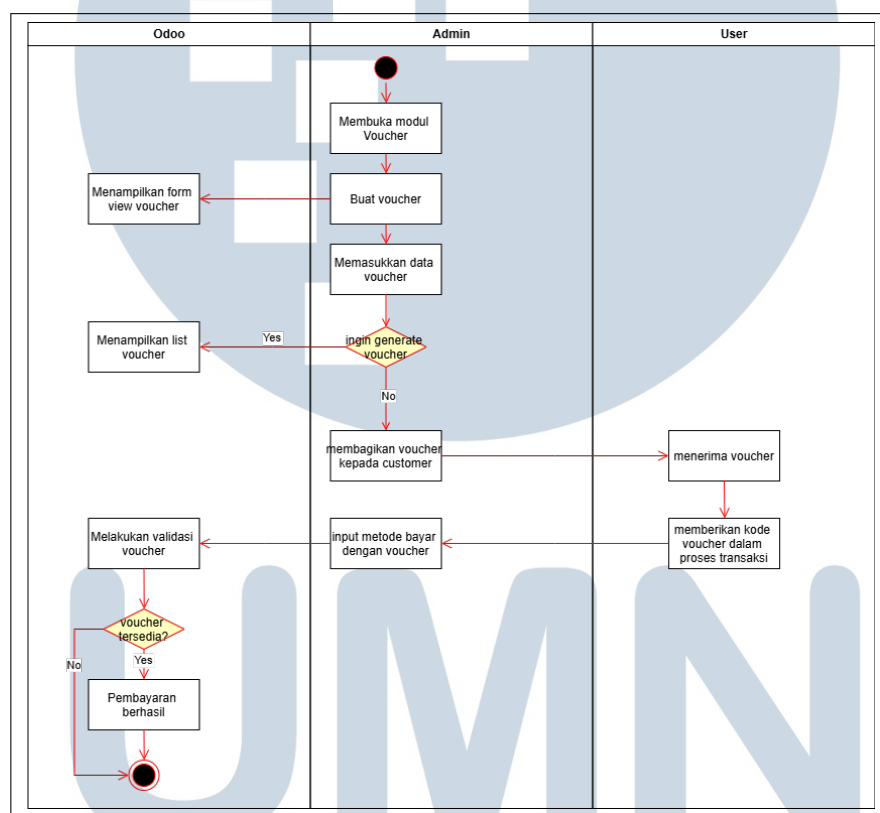 Odoo
Admin
User
Membuka modul
Voucher
Menampilkan form
view voucher
Buat voucher
Memasukkan data
voucher
Menampilkan list
voucher
Yes
ingin generate
voucher
No
membagikan voucher
kepada customer
menerima voucher
Melakukan validasi
voucher
input metode bayar
dengan voucher
memberikan kode
voucher dalam
proses transaksi
voucher
tersedia?
No
Yes
Pembayaran
berhasil
UMN